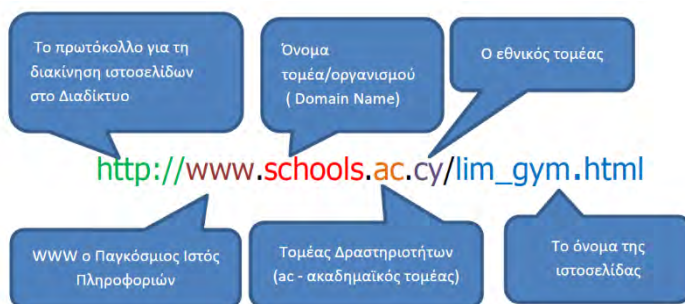 Το πρωτόκολλο για τη
διακίνηση ιστοσελίδων
στο Διαδίκτυο
Όνομα
τομέα/οργανισμού
( Domain Name)
Ο εθνικός τομέας
http://www.schools.ac.cy/lim_gym.html
WWW ο Παγκόσμιος Ιστός
Πληροφοριών
Τομέας Δραστηριοτήτων
(ac - ακαδημαϊκός τομέας)
Το όνομα της
ιστοσελίδας